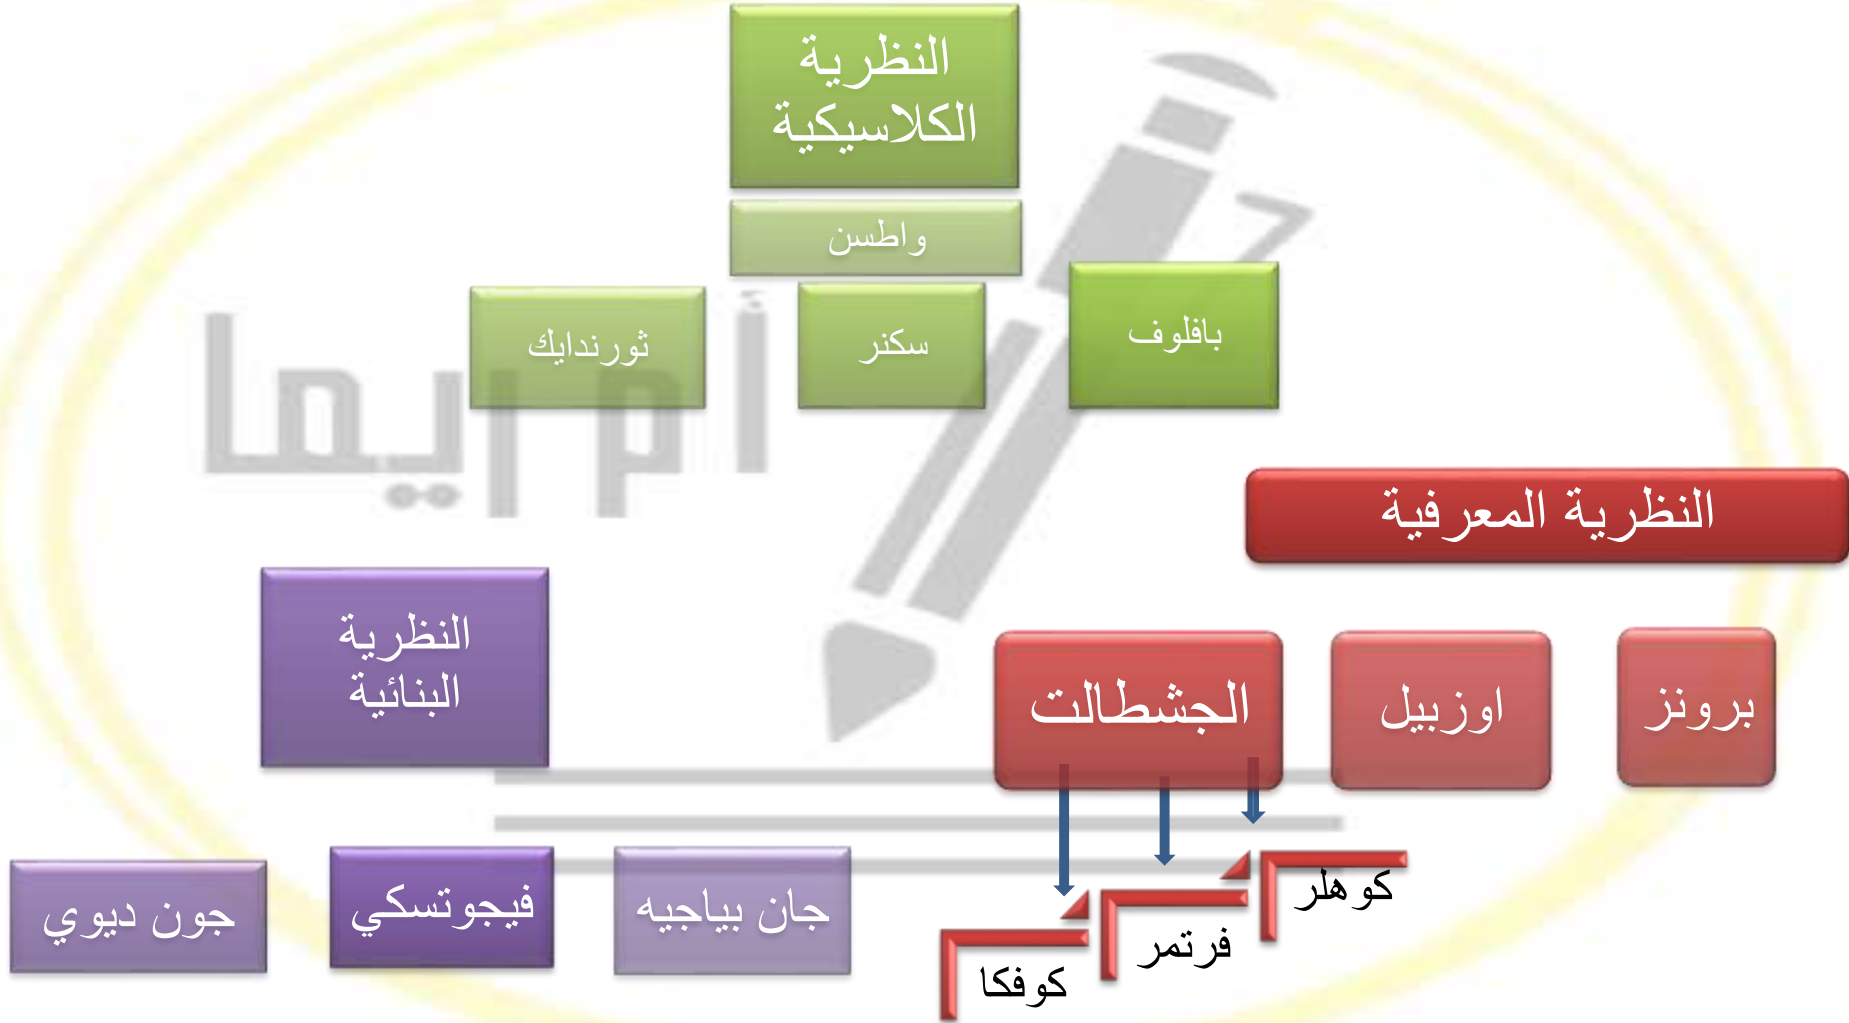 النظرية
الكلاسيكية
واطسن
بافلوف
سكنر
ثورندايك
أم ريما
النظرية المعرفية
النظرية
البنائية
برونز
اوزبيل
الجشطالت
كوهلر
فرتمر
كوفكا
جان بياجيه
فيجوتسكي
جون ديوي